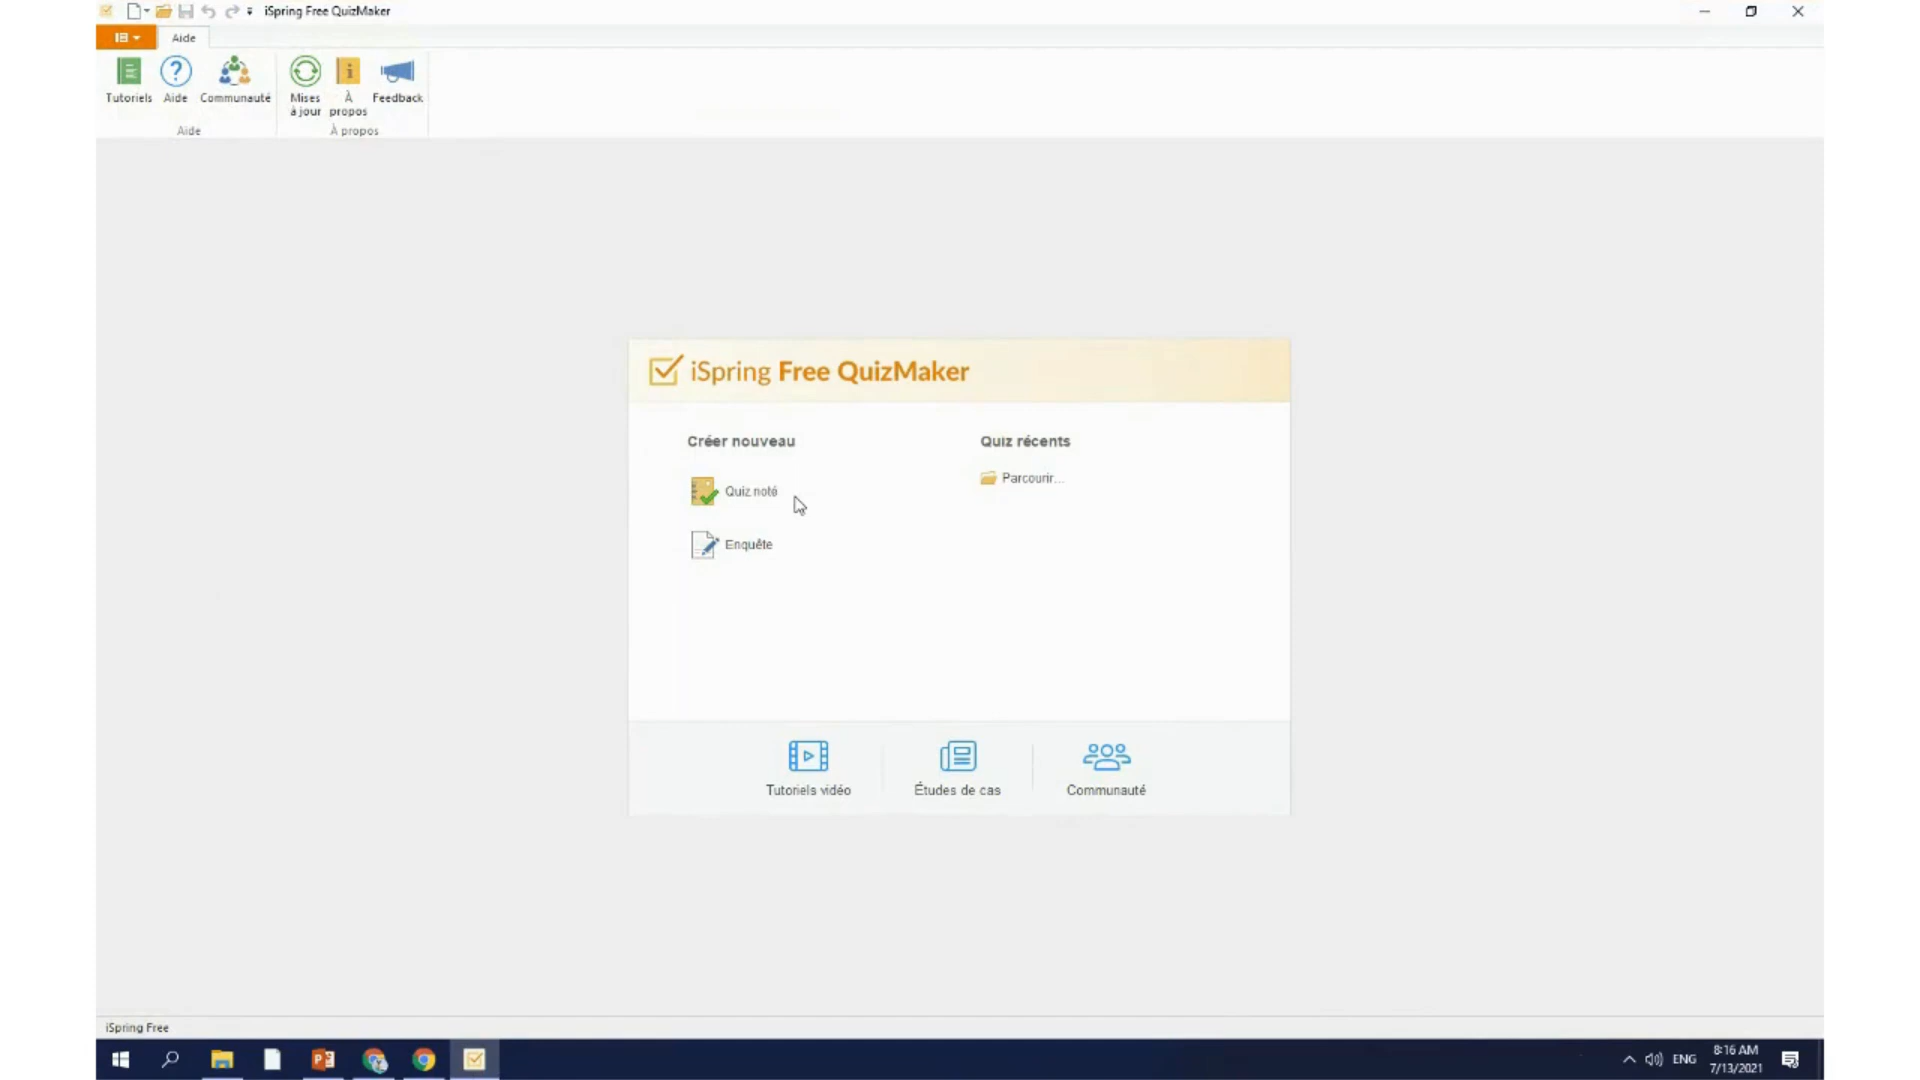 iSpring Free QuizMaker
Aide
Tutoriels Aide Communauté
Mises à jour
À propos
Feedback
Aide
À propos
iSpring Free QuizMaker
Créer nouveau
Quiz récents
Quiz noté
Parcourir...
Enquête
Tutoriels vidéo
Études de cas
Communauté
iSpring Free
ENG
8:16 AM
7/13/2021